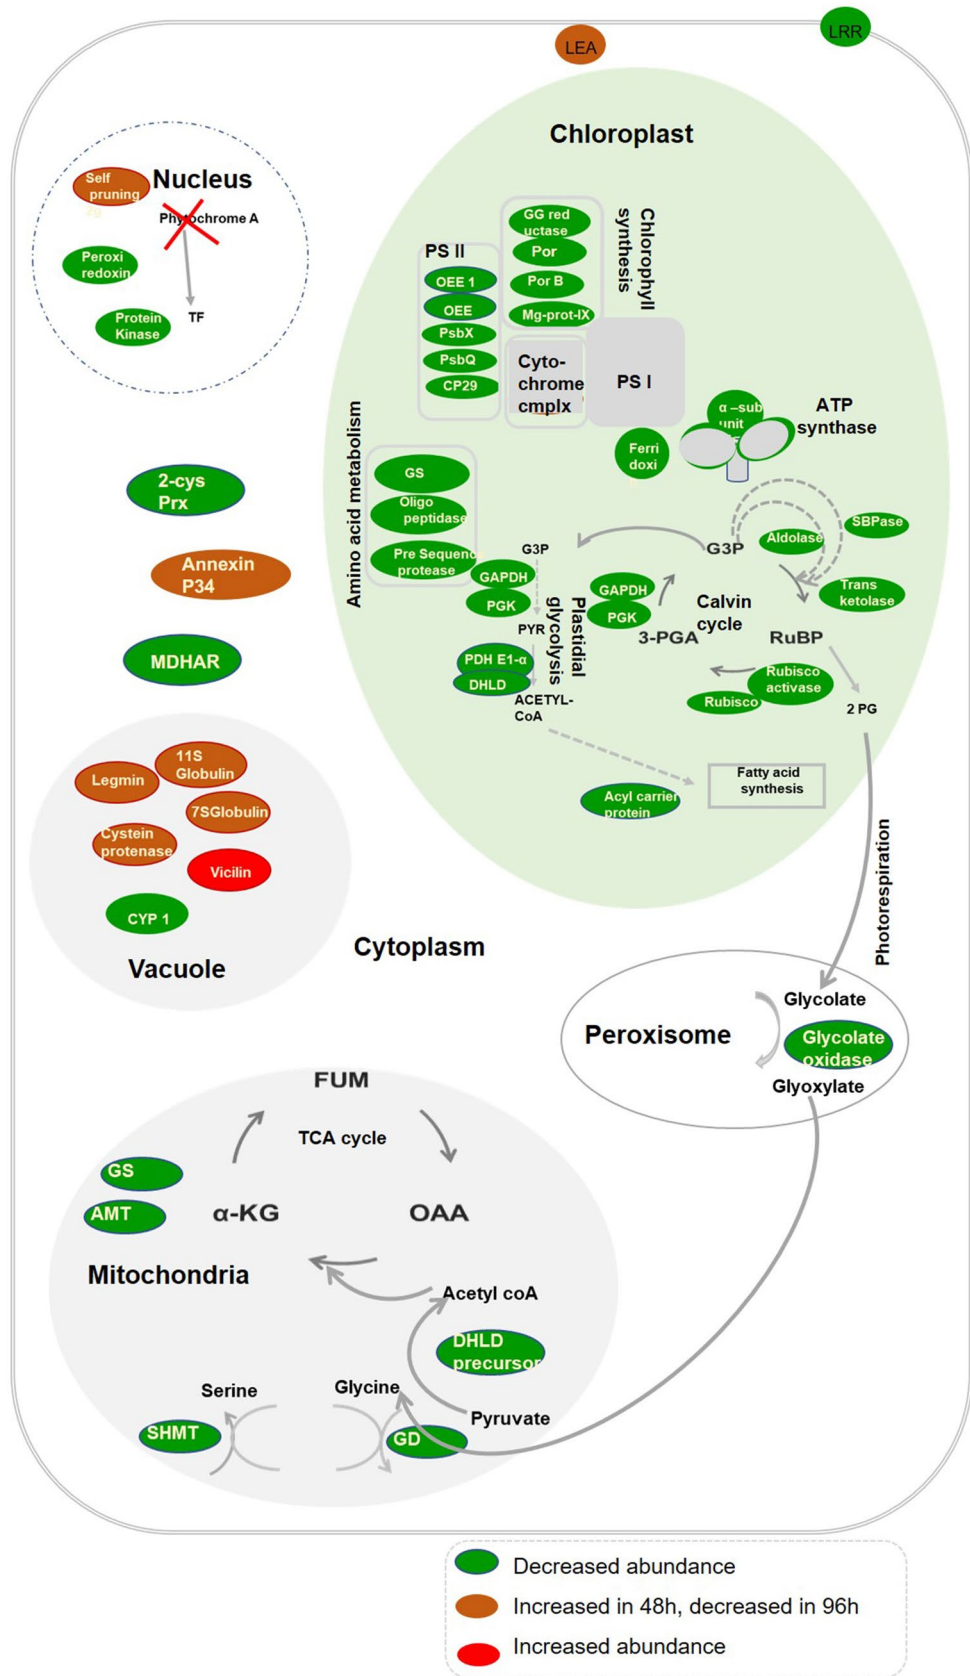 LEA
LRR
Chloroplast
Nucleus
Self
pruning
Phytochrome A
Peroxi
redoxin
Protein
Kinase
TF
Chlorophyll
synthesis
GG red
uctase
Por
Por B
Mg-prot-IX
PS II
OEE 1
OEE
PsbX
PsbQ
CP29
Cyto-
chrome
cmplx
PS I
Ferri
doxi
α –sub
unit
ATP
synthase
Amino acid metabolism
GS
Oligo
peptidase
Pre Sequenc
protease
2-cys
Prx
Annexin
P34
MDHAR
G3P
GAPDH
PGK
PYR
PDH E1-α
DHLD
ACETYL-
CoA
Plastidial
glycolysis
GAPDH
PGK
3-PGA
Calvin
cycle
G3P
Aldolase
SBPase
Trans
ketolase
RuBP
Rubisco
activase
Rubisco
2 PG
Acyl carrier
protein
Fatty acid
synthesis
Legmin
11S
Globulin
7SGlobulin
Cystein
protenase
Vicilin
CYP 1
Vacuole
Cytoplasm
Photorespiration
Peroxisome
Glycolate
Glycolate
oxidase
Glyoxylate
FUM
TCA cycle
GS
AMT
α-KG
OAA
Mitochondria
Acetyl coA
DHLD
precursor
Serine
Glycine
Pyruvate
SHMT
GD
Decreased abundance
Increased in 48h, decreased in 96h
Increased abundance